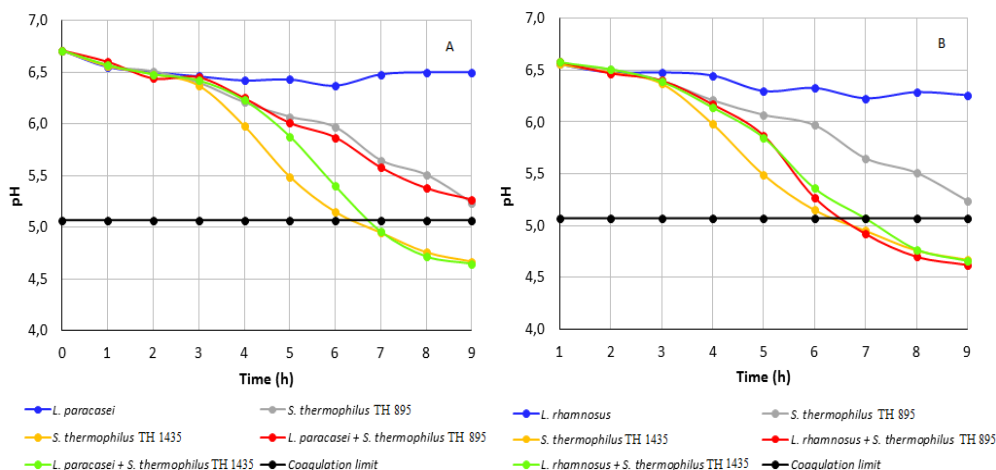 A
pH
7,0
6,5
6,0
5,5
5,0
4,5
4,0
0 1 2 3 4 5 6 7 8 9
Time (h)
L. paracasei
S. thermophilus TH 895
S. thermophilus TH 1435
L. paracasei + S. thermophilus TH 895
L. paracasei + S. thermophilus TH 1435
Coagulation limit
B
pH
7,0
6,5
6,0
5,5
5,0
4,5
4,0
1 2 3 4 5 6 7 8 9
Time (h)
L. rhamnosus
S. thermophilus TH 895
S. thermophilus TH 1435
L. rhamnosus + S. thermophilus TH 895
L. rhamnosus + S. thermophilus TH 1435
Coagulation limit